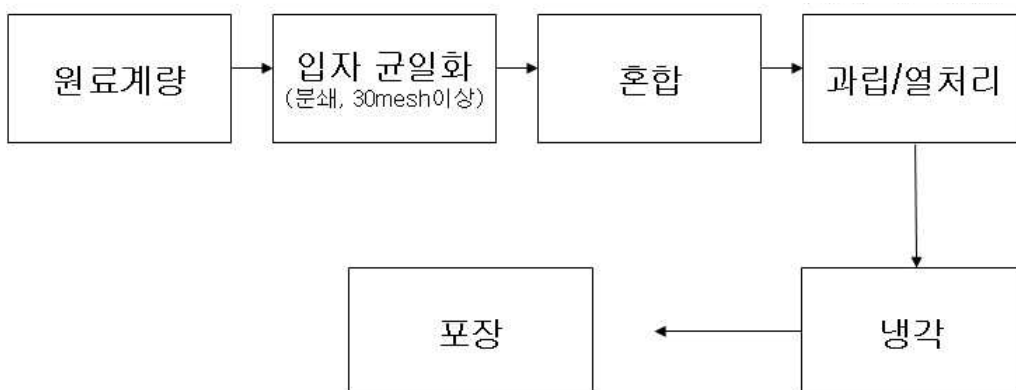 원료계량
입자 균일화
(분쇄, 30mesh이상)
혼합
과립/열처리
냉각
포장